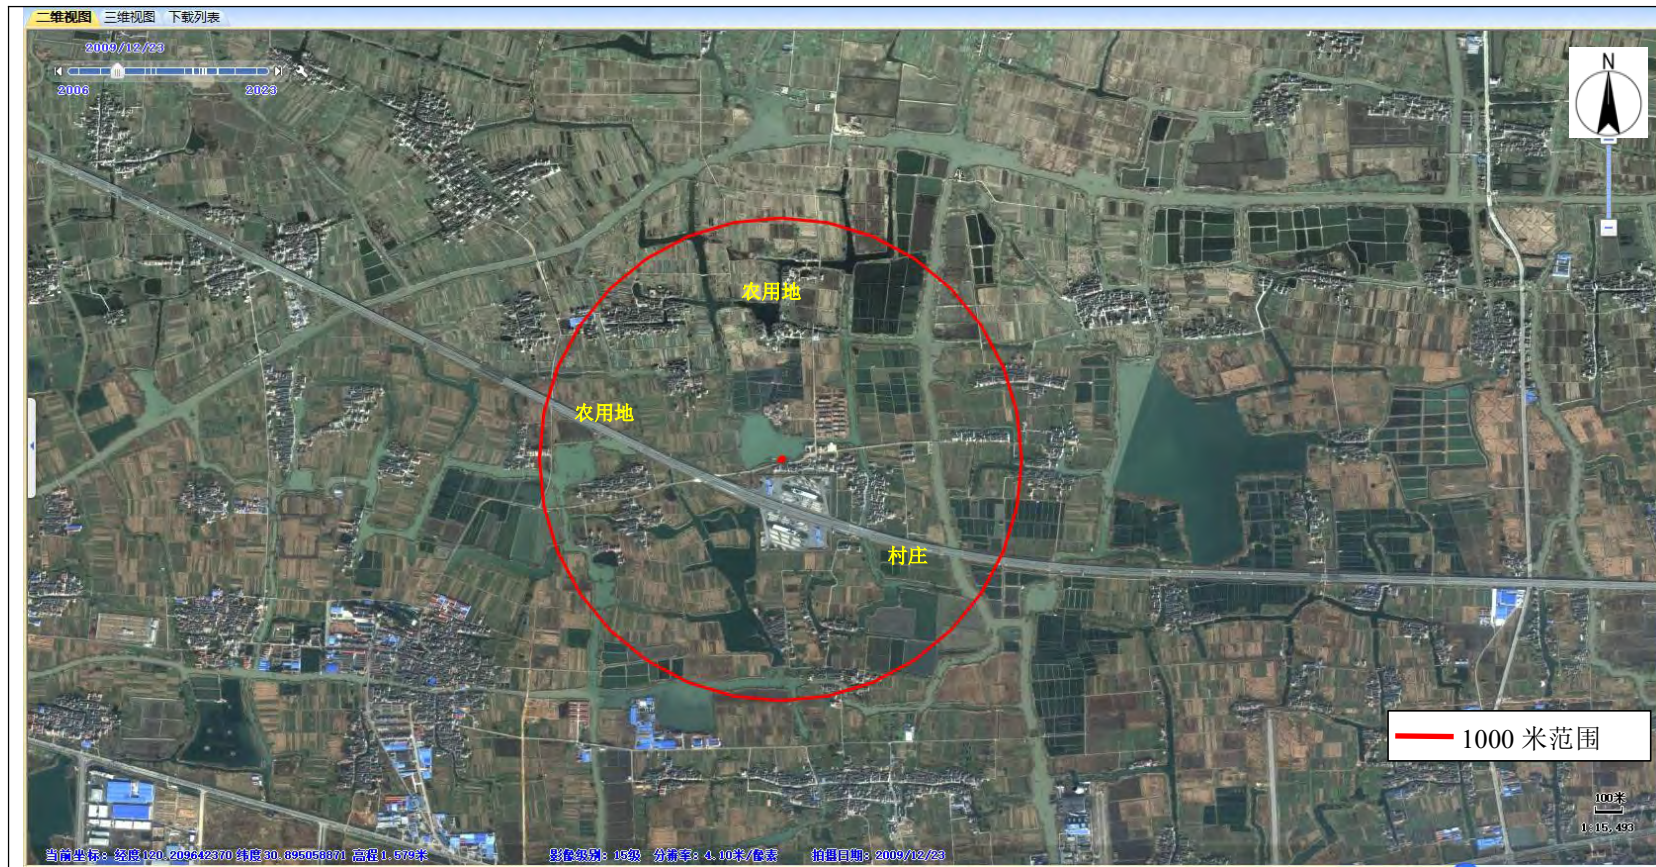 二维视图 三维视图 下载列表
2009/12/23
2006 2023
N
农用地
农用地
村庄
1000 米范围
100米
1:15,493
当前坐标: 经度120.209642370 纬度30.895058871 高程1.579米 影像级别: 15级 分辨率: 4.10米/像素 拍摄日期: 2009/12/23